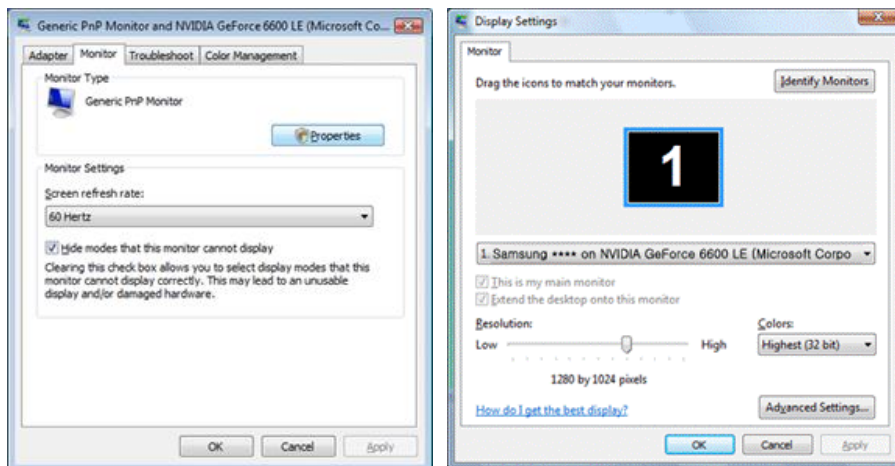 Generic PnP Monitor and NVIDIA GeForce 6600 LE (Microsoft Co...
Adapter Monitor Troubleshoot Color Management
Monitor Type
Generic PnP Monitor
Properties
Monitor Settings
Screen refresh rate:
60 Hertz
Hide modes that this monitor cannot display
Clearing this check box allows you to select display modes that this
monitor cannot display correctly. This may lead to an unusable
display and/or damaged hardware.
OK Cancel Apply
Display Settings
Monitor
Drag the icons to match your monitors.
Identify Monitors
1
1. Samsung **** on NVIDIA GeForce 6600 LE (Microsoft Corpo
This is my main monitor
Extend the desktop onto this monitor
Resolution:
Colors:
Low High
Highest (32 bit)
1280 by 1024 pixels
How do I get the best display?
Advanced Settings...
OK Cancel Apply